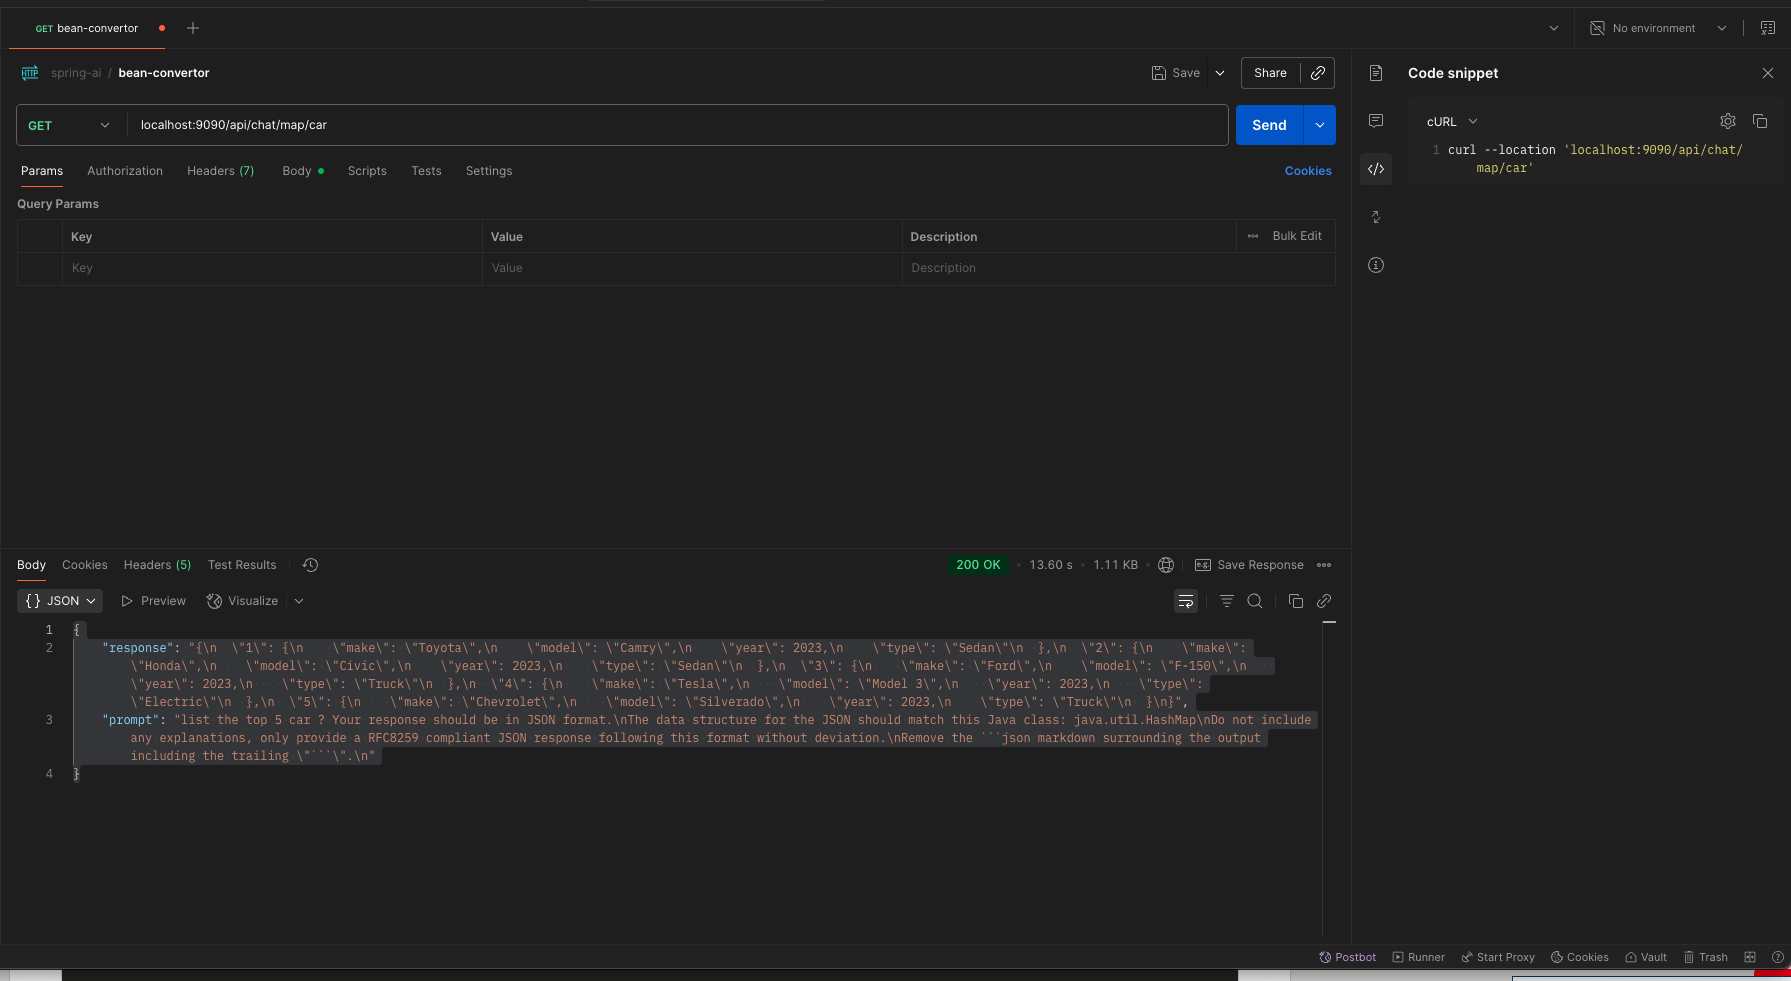 GET bean-convertor
No environment
HTTP spring-ai / bean-convertor
Save
Share
Code snippet
GET
localhost:9090/api/chat/map/car
Send
cURL
1 curl --location 'localhost:9090/api/chat/
map/car'
Params Authorization Headers (7) Body Scripts Tests Settings Cookies
Query Params
Key Value Description Bulk Edit
Key Value Description
Body Cookies Headers (5) Test Results
200 OK • 13.60 s • 1.11 KB • e.g. Save Response
{} JSON Preview Visualize
1 {
2 "response": "{\n  \"1\": {\n    \"make\": \"Toyota\",\n    \"model\": \"Camry\",\n    \"year\": 2023,\n    \"type\": \"Sedan\"\n  },\n  \"2\": {\n    \"make\":
\"Honda\",\n    \"model\": \"Civic\",\n    \"year\": 2023,\n    \"type\": \"Sedan\"\n  },\n  \"3\": {\n    \"make\": \"Ford\",\n    \"model\": \"F-150\",\n
\"year\": 2023,\n    \"type\": \"Truck\"\n  },\n  \"4\": {\n    \"make\": \"Tesla\",\n    \"model\": \"Model 3\",\n    \"year\": 2023,\n    \"type\":
\"Electric\"\n  },\n  \"5\": {\n    \"make\": \"Chevrolet\",\n    \"model\": \"Silverado\",\n    \"year\": 2023,\n    \"type\": \"Truck\"\n  }\n}",
3 "prompt": "list the top 5 car ? Your response should be in JSON format.\nThe data structure for the JSON should match this Java class: java.util.HashMap\nDo not include
any explanations, only provide a RFC8259 compliant JSON response following this format without deviation.\nRemove the ```json markdown surrounding the output
including the trailing \"```\".\n"
4 }
Postbot Runner Start Proxy Cookies Vault Trash